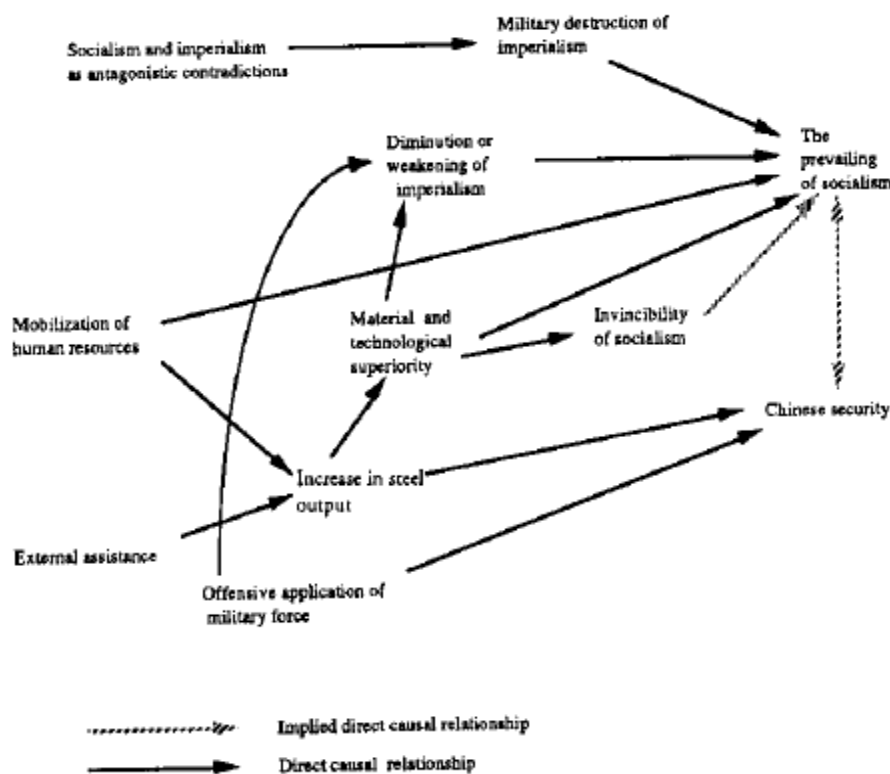 Military destruction of
imperialism
Socialism and imperialism
as antagonistic contradictions
Diminution or
weakening of
imperialism
The
prevailing
of socialism
Mobilization of
human resources
Material and
technological
superiority
Invincibility
of socialism
Chinese security
Increase in steel
output
External assistance
Offensive application of
military force
Implied direct causal relationship
Direct causal relationship